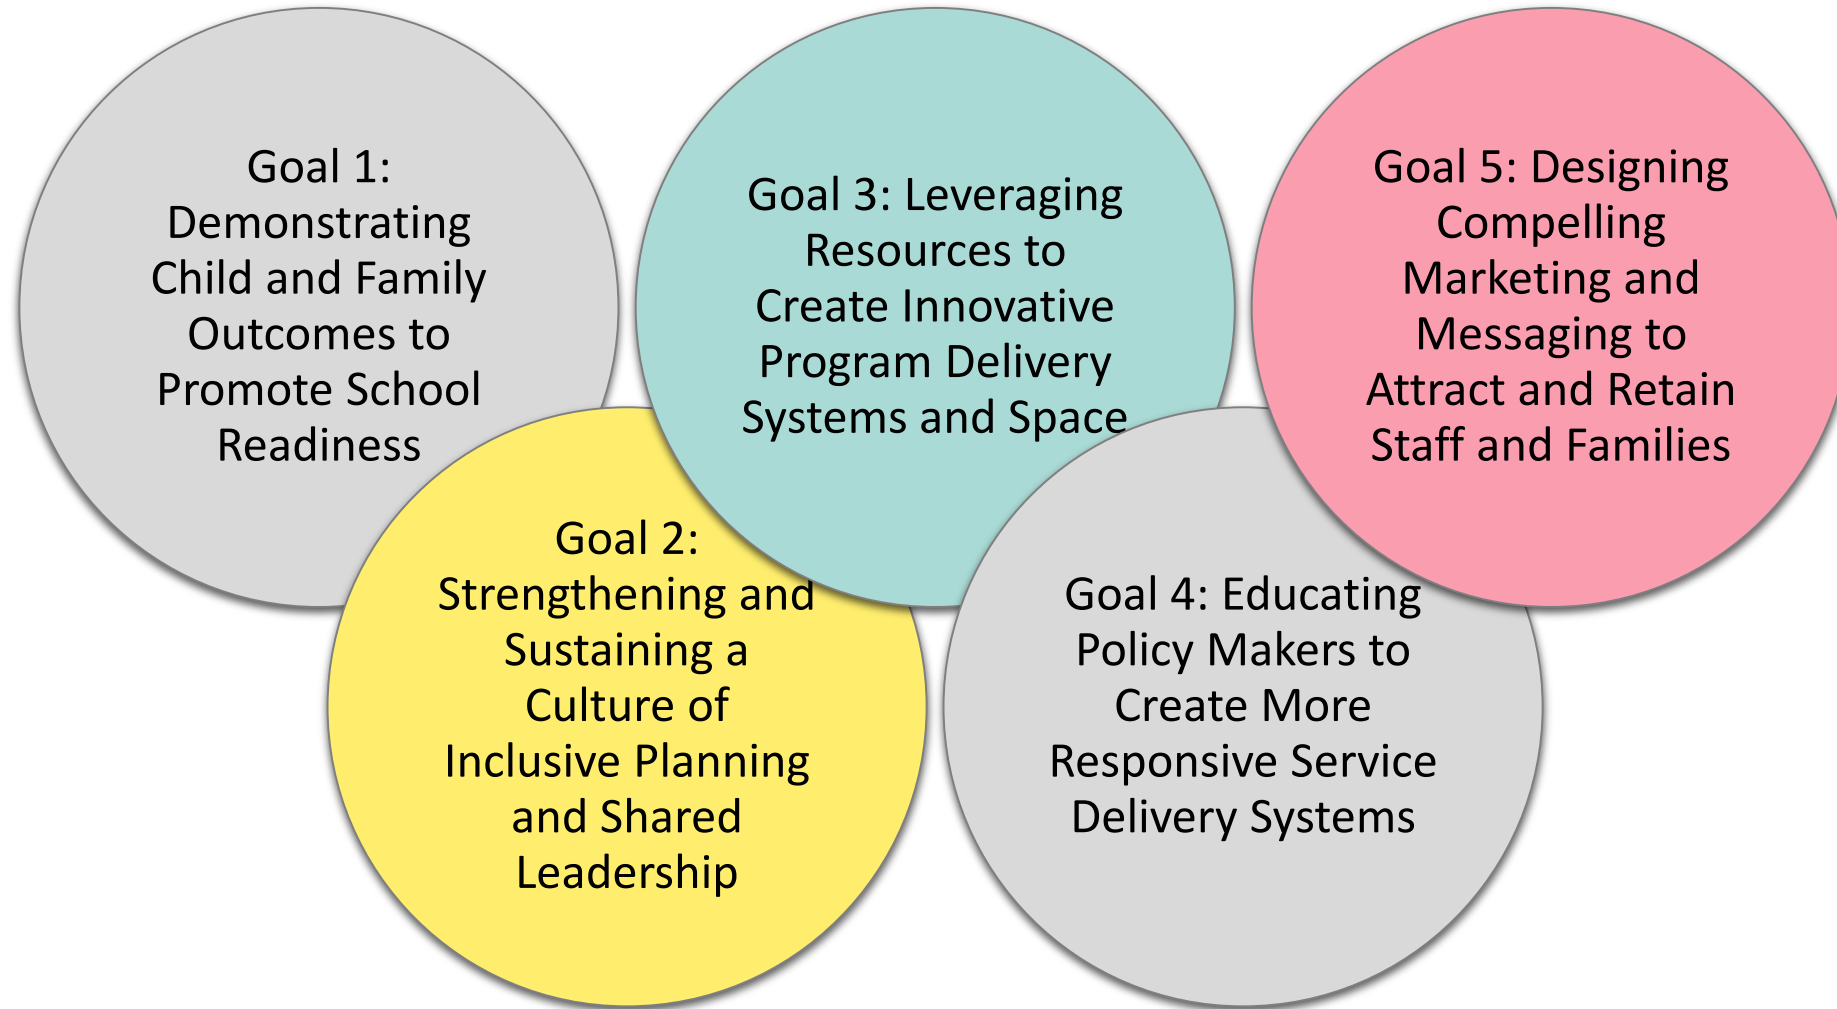 Goal 1:
Demonstrating
Child and Family
Outcomes to
Promote School
Readiness
Goal 2:
Strengthening and
Sustaining a
Culture of
Inclusive Planning
and Shared
Leadership
Goal 3: Leveraging
Resources to
Create Innovative
Program Delivery
Systems and Space
Goal 4: Educating
Policy Makers to
Create More
Responsive Service
Delivery Systems
Goal 5: Designing
Compelling
Marketing and
Messaging to
Attract and Retain
Staff and Families